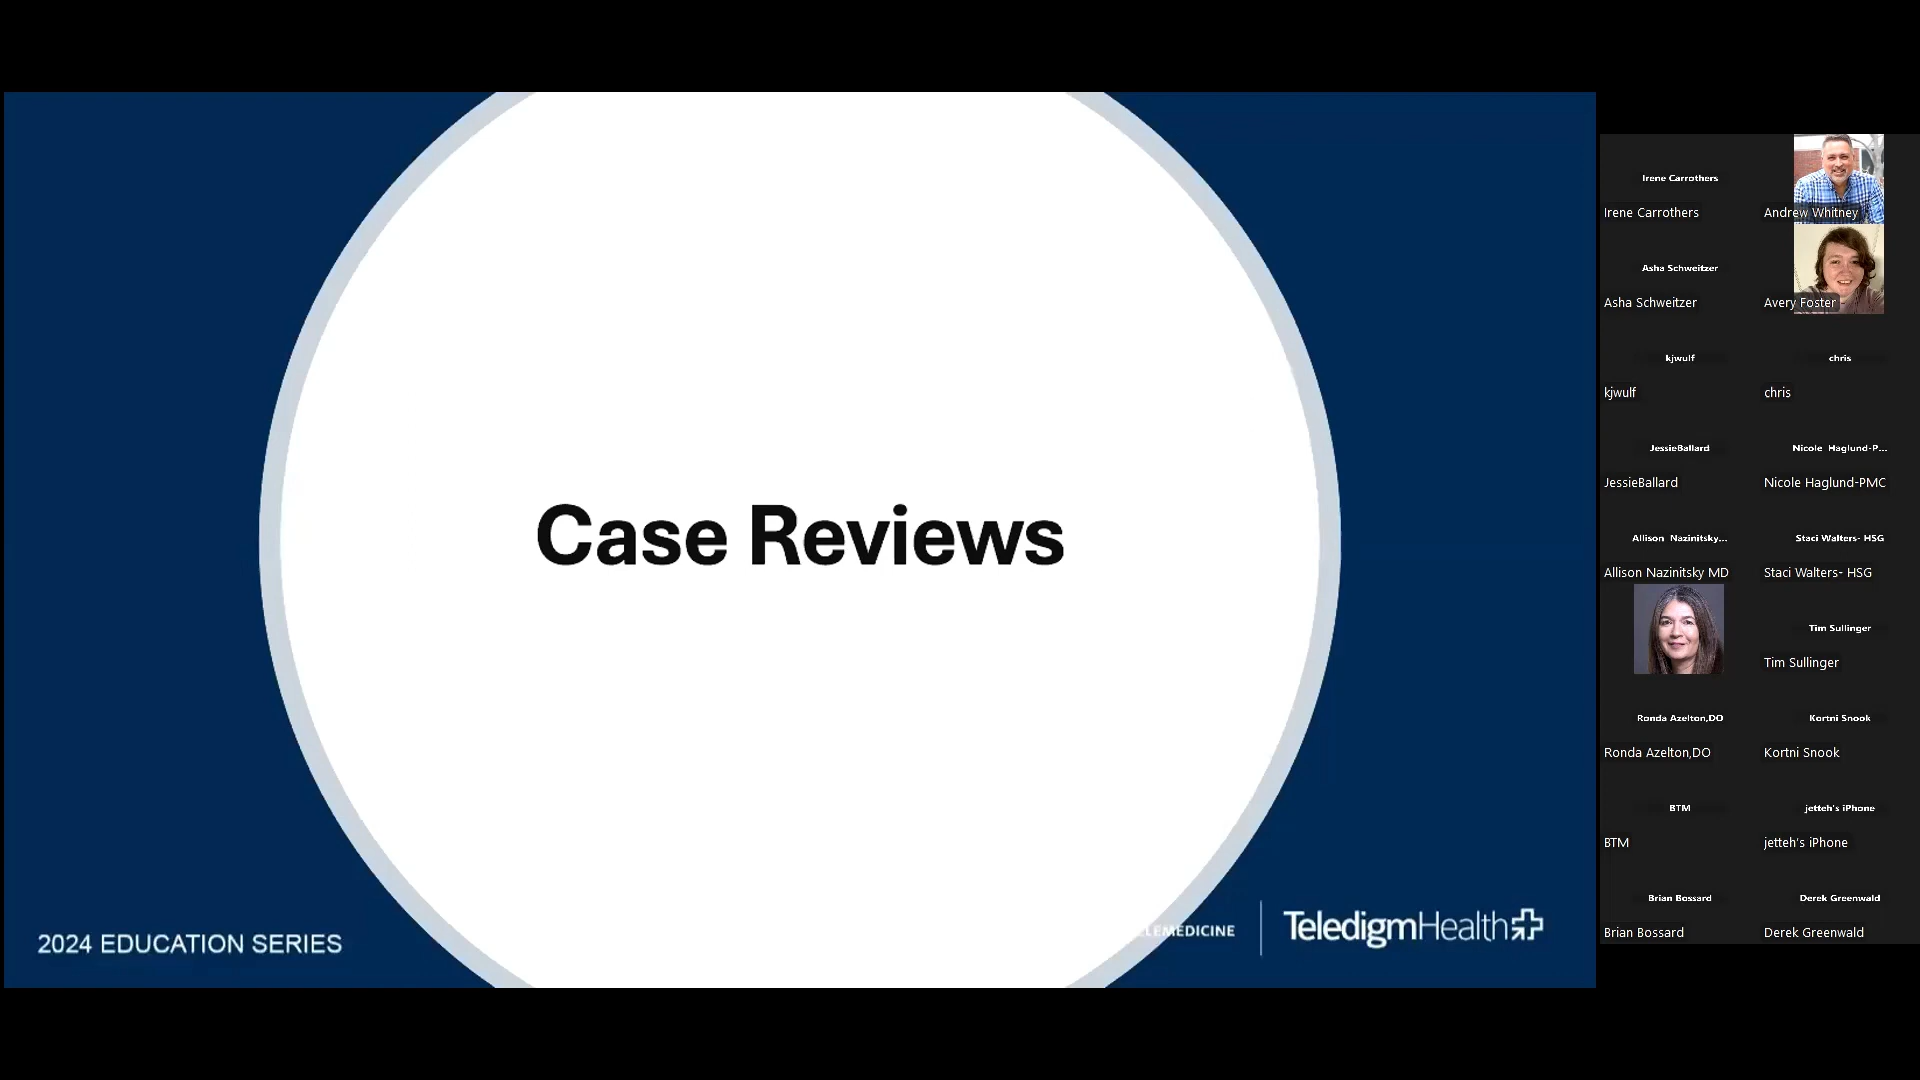 Case Reviews
2024 EDUCATION SERIES
TeledigmHealth
Irene Carrothers
Irene Carrothers
Andrew Whitney
Asha Schweitzer
Asha Schweitzer
Avery Foster
kjwulf
kjwulf
chris
chris
JessieBallard
JessieBallard
Nicole Haglund-P...
Nicole Haglund-PMC
Allison Nazinitsky...
Allison Nazinitsky MD
Staci Walters- HSG
Staci Walters- HSG
Tim Sullinger
Tim Sullinger
Ronda Azelton,DO
Ronda Azelton,DO
Kortni Snook
Kortni Snook
BTM
BTM
jetteh's iPhone
jetteh's iPhone
Brian Bossard
Brian Bossard
Derek Greenwald
Derek Greenwald